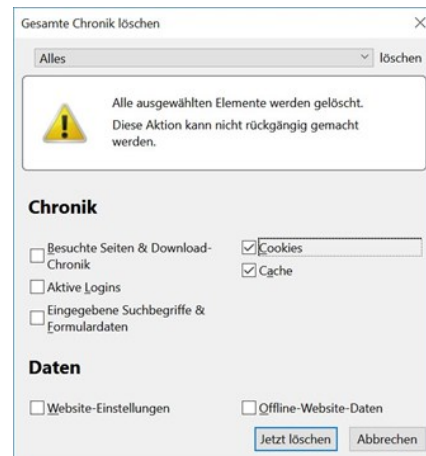 Gesamte Chronik löschen
Alles löschen
Alle ausgewählten Elemente werden gelöscht.
Diese Aktion kann nicht rückgängig gemacht
werden.
Chronik
Besuchte Seiten & Download-
Chronik
Cookies
Cache
Aktive Logins
Eingegebene Suchbegriffe &
Formulardaten
Daten
Website-Einstellungen
Offline-Website-Daten
Jetzt löschen
Abbrechen